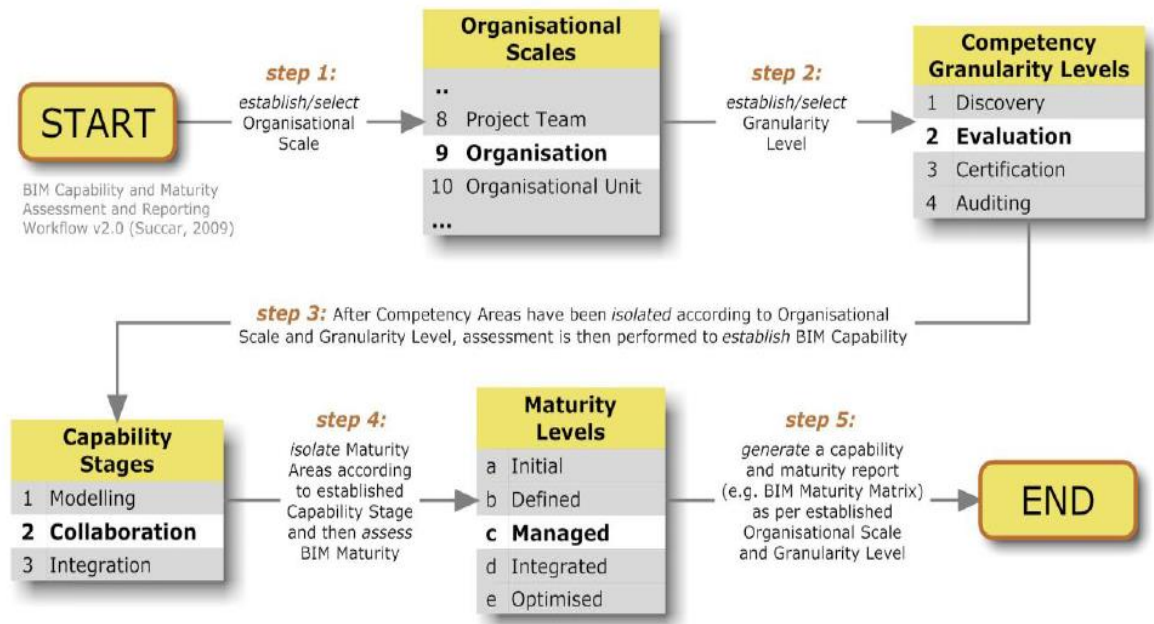 START
BIM Capability and Maturity
Assessment and Reporting
Workflow v2.0 (Succar, 2009)
step 1:
establish/select
Organisational
Scale
Organisational
Scales
..
8 Project Team
9 Organisation
10 Organisational Unit
...
step 2:
establish/select
Granularity
Level
Competency
Granularity Levels
1 Discovery
2 Evaluation
3 Certification
4 Auditing
step 3: After Competency Areas have been isolated according to Organisational
Scale and Granularity Level, assessment is then performed to establish BIM Capability
Capability
Stages
1 Modelling
2 Collaboration
3 Integration
step 4:
isolate Maturity
Areas according
to established
Capability Stage
and then assess
BIM Maturity
Maturity
Levels
a Initial
b Defined
c Managed
d Integrated
e Optimised
step 5:
generate a capability
and maturity report
(e.g. BIM Maturity Matrix)
as per established
Organisational Scale
and Granularity Level
END